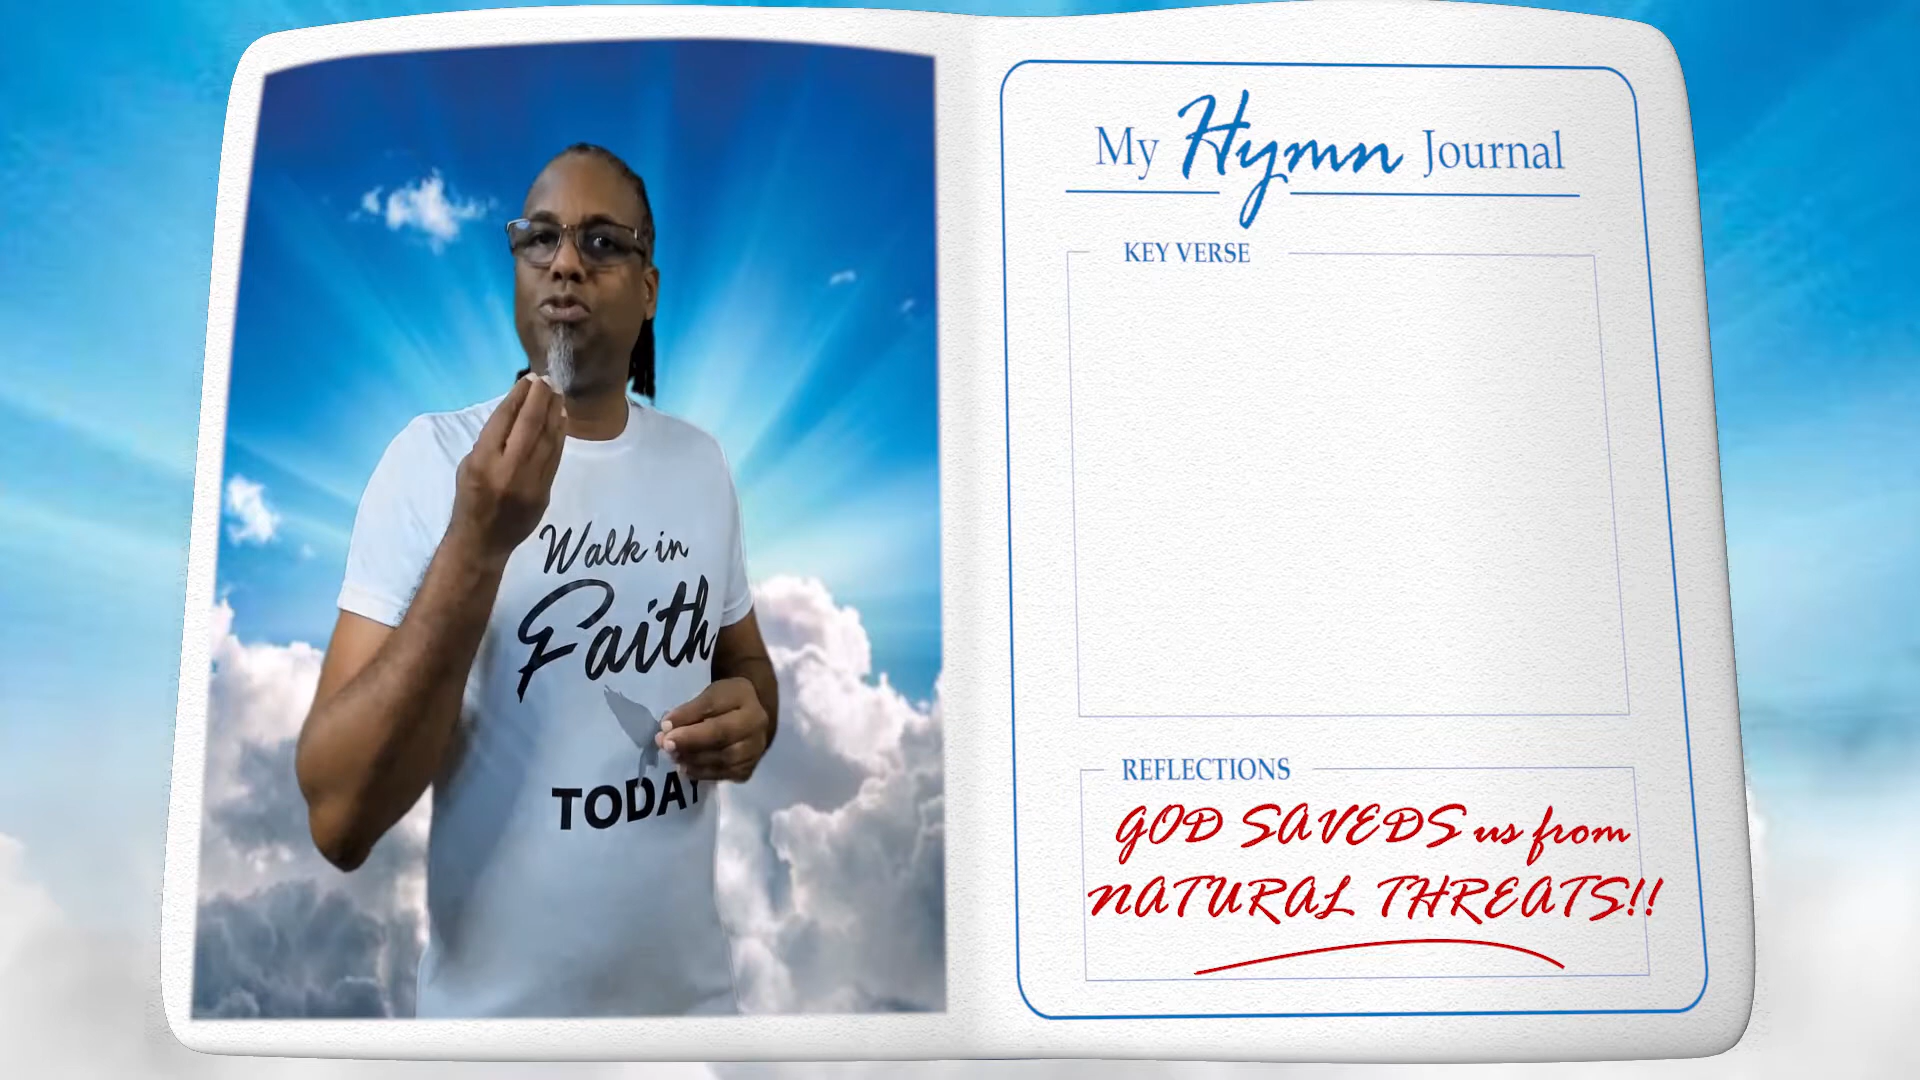 Walk in
Faith
TODAY
My Hymn Journal
KEY VERSE
REFLECTIONS
GOD SAVEDS us from
NATURAL THREATS!!